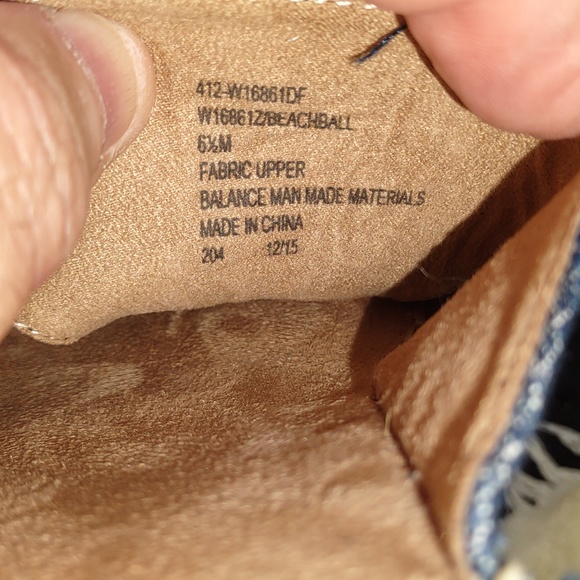 412-W16861DF
W16861Z/BEACHBALL
6½M
FABRIC UPPER
BALANCE MAN MADE MATERIALS
MADE IN CHINA
204 12/15